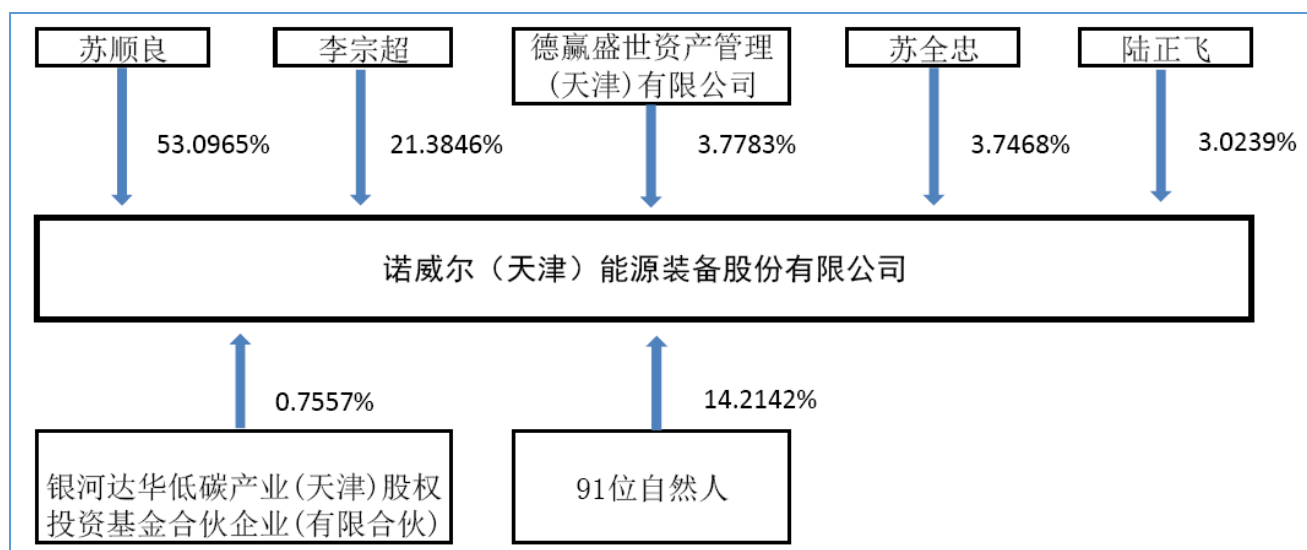 苏顺良
李宗超
德赢盛世资产管理
(天津)有限公司
苏全忠
陆正飞
53.0965%
21.3846%
3.7783%
3.7468%
3.0239%
诺威尔（天津）能源装备股份有限公司
0.7557%
14.2142%
银河达华低碳产业(天津)股权
投资基金合伙企业(有限合伙)
91位自然人